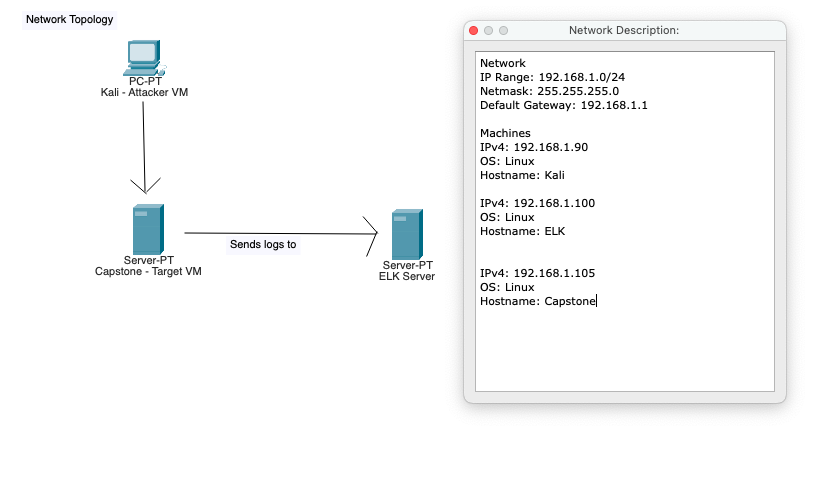 Network Topology
PC-PT
Kali - Attacker VM
Server-PT
Capstone - Target VM
Sends logs to
Server-PT
ELK Server
Network Description:
Network
IP Range: 192.168.1.0/24
Netmask: 255.255.255.0
Default Gateway: 192.168.1.1
Machines
IPv4: 192.168.1.90
OS: Linux
Hostname: Kali
IPv4: 192.168.1.100
OS: Linux
Hostname: ELK
IPv4: 192.168.1.105
OS: Linux
Hostname: Capstone